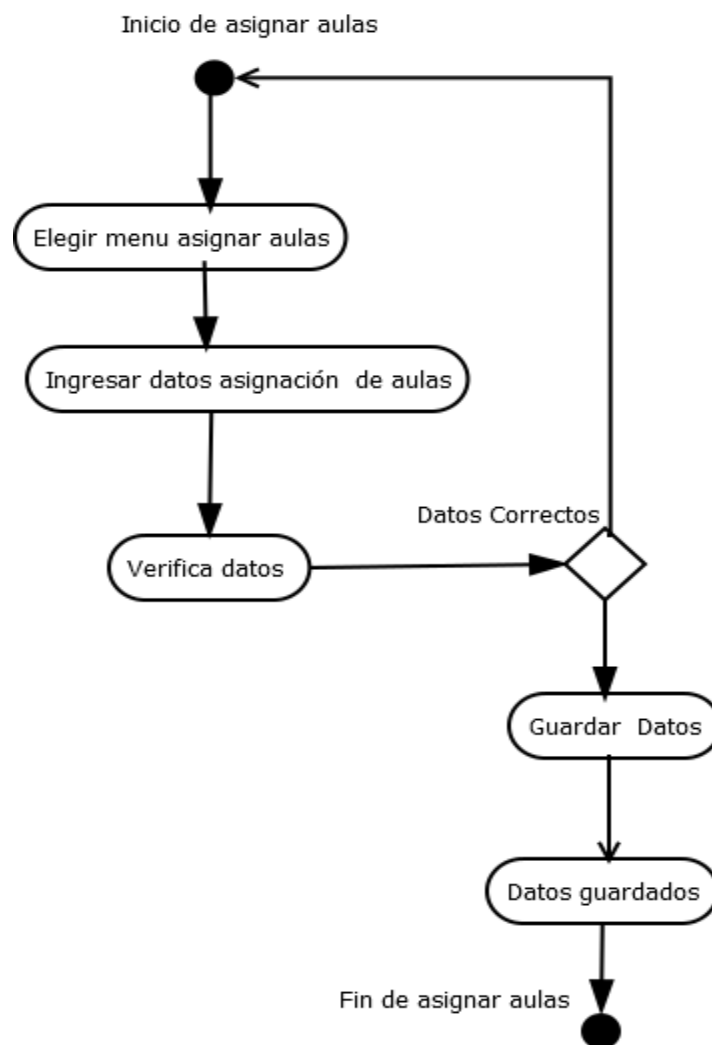 Inicio de asignar aulas
Elegir menu asignar aulas
Ingresar datos asignación de aulas
Datos Correctos
Verifica datos
Guardar Datos
Datos guardados
Fin de asignar aulas